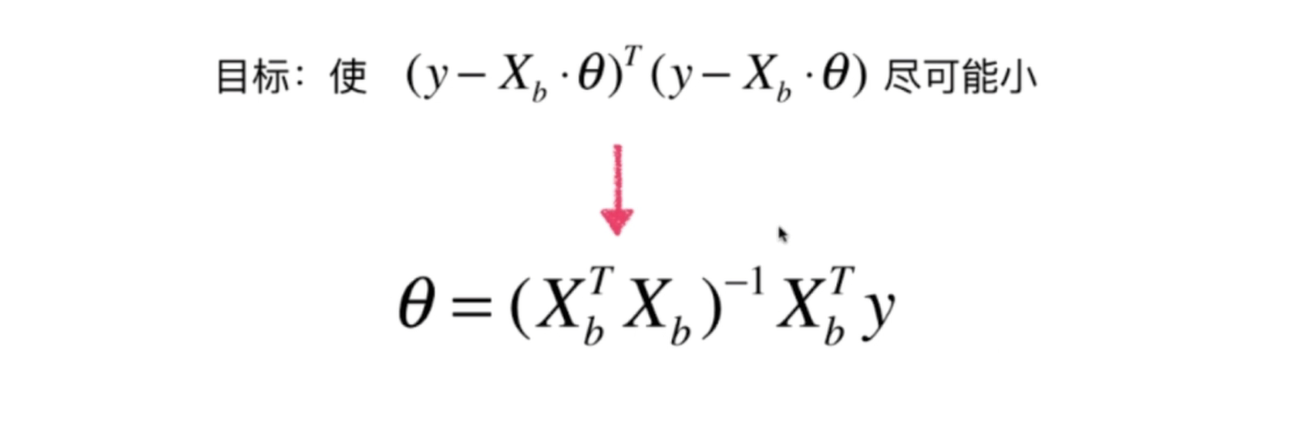 目标：使 (y − X_b · θ)^T (y − X_b · θ) 尽可能小
θ = (X_b^T X_b)^{-1} X_b^T y